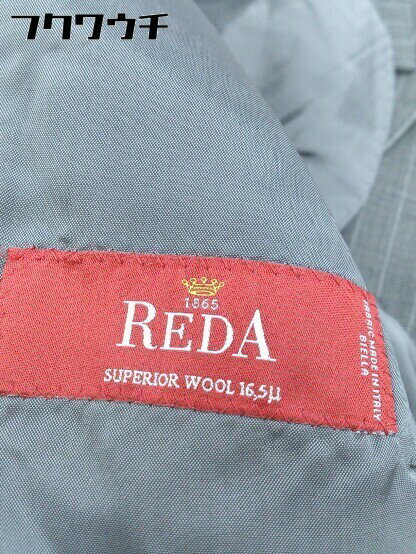 フクワウチ
1865
REDA
SUPERIOR WOOL 16,5µ
FABRIC MADE IN ITALY
BIELLA